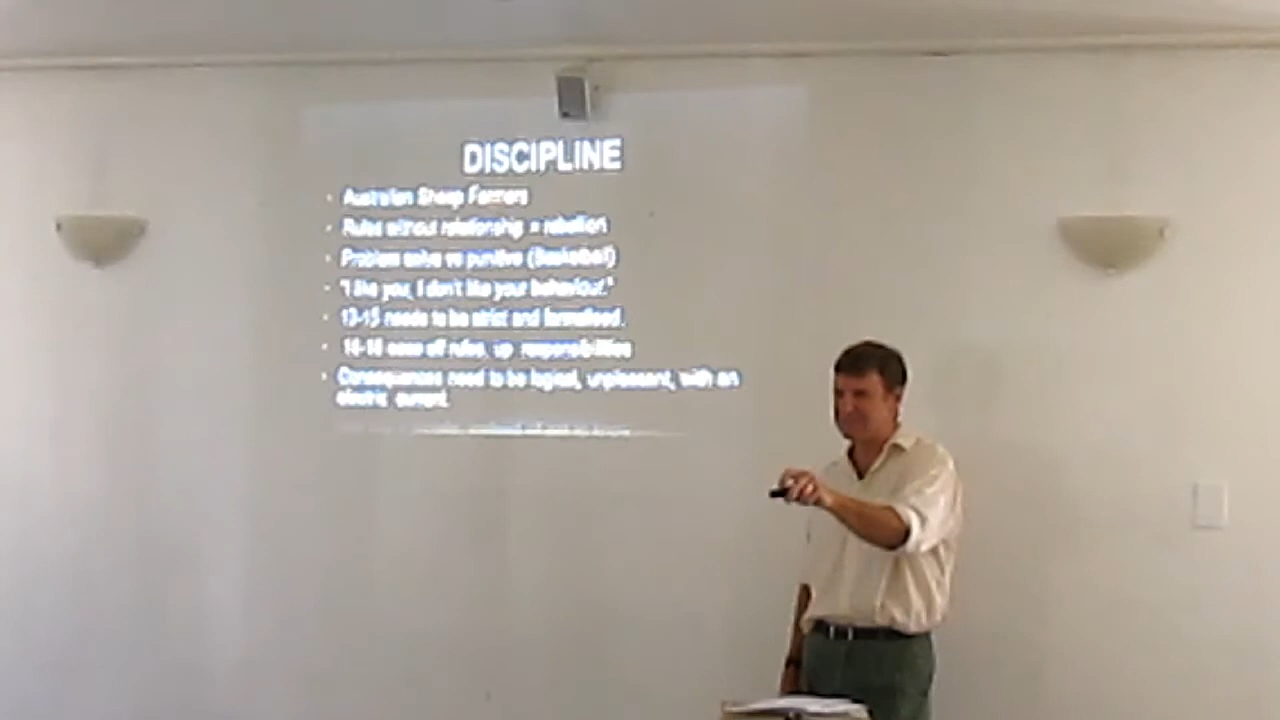 DISCIPLINE
Australian Sheep Farmers
Rules without relationship = rebellion
Problem solve vs punitive (Basketball)
"I like you, I don't like your behaviour."
13-15 needs to be strict and formalised.
16-18 ease off rules, up responsibilities
Consequences need to be logical, unpleasant, with an
electric current.